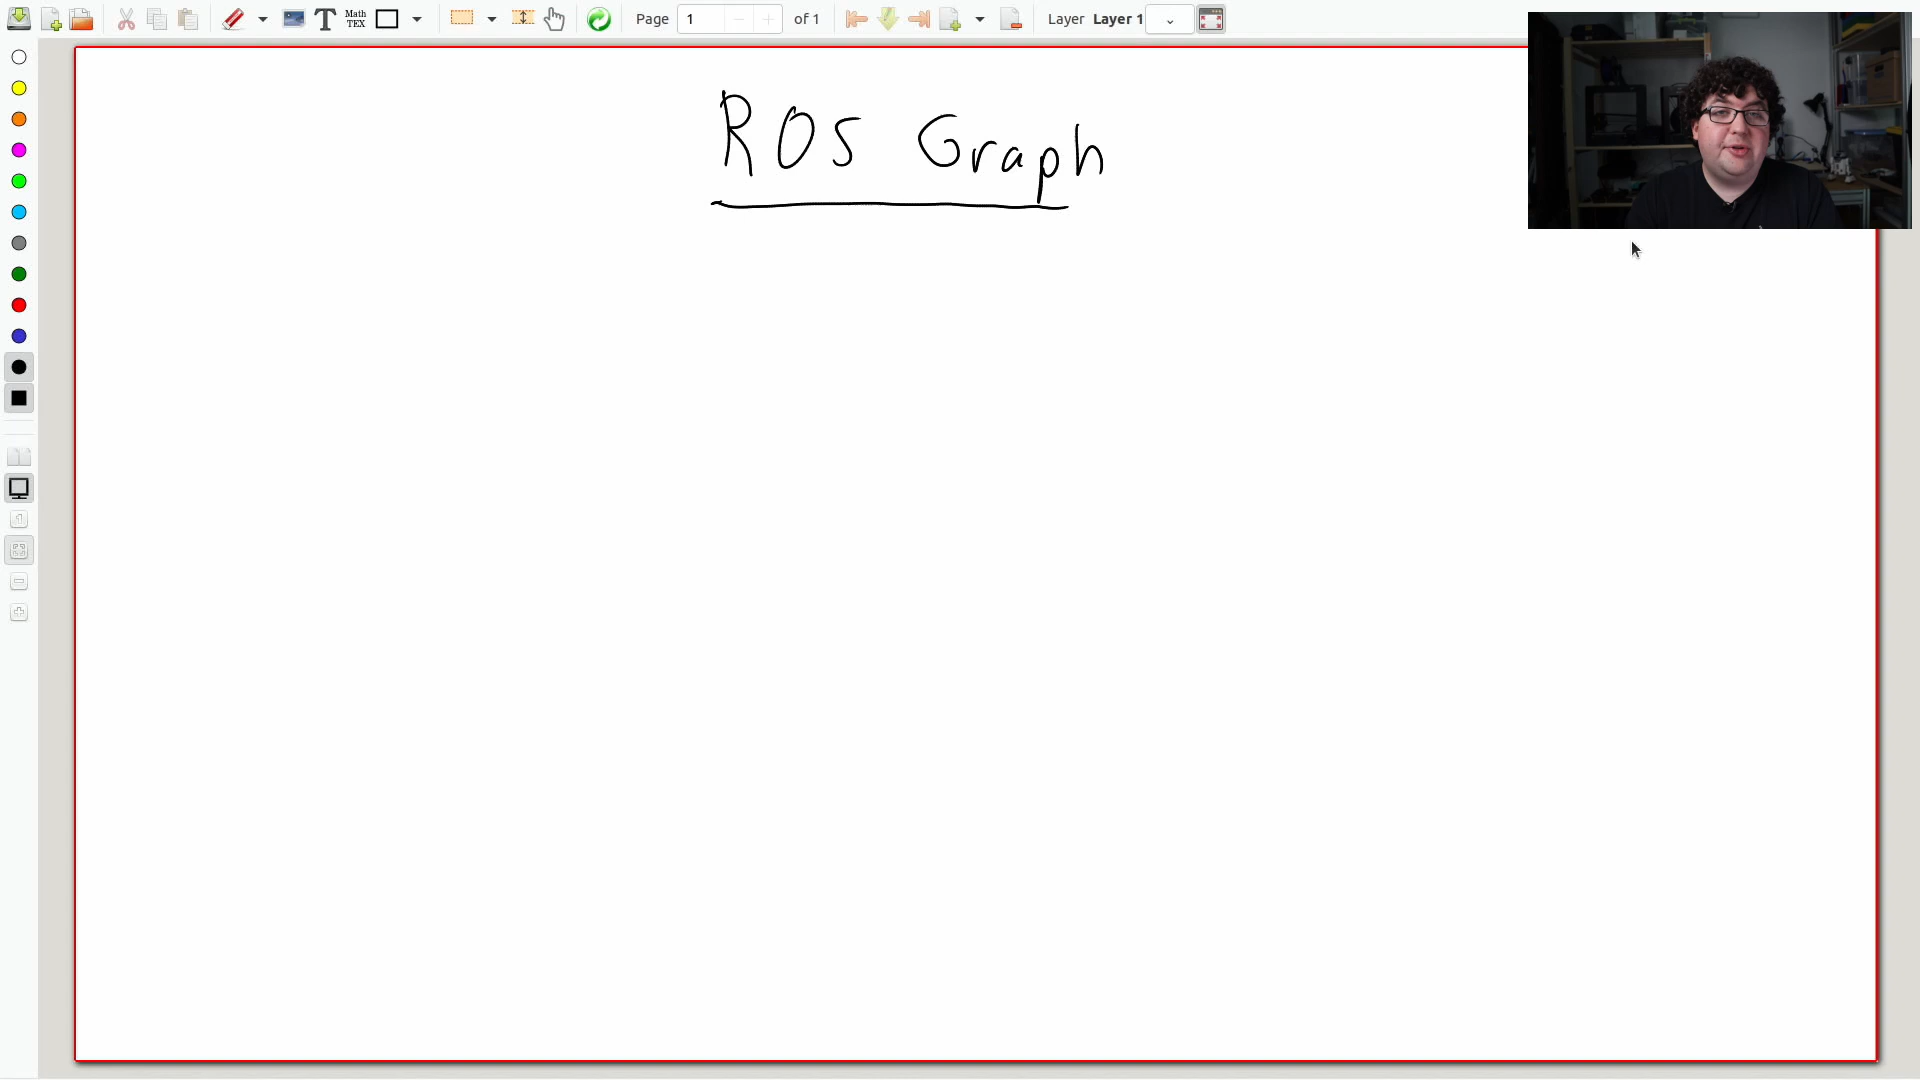 Math
TEX
T
Page 1 of 1 Layer Layer 1
ROS Graph